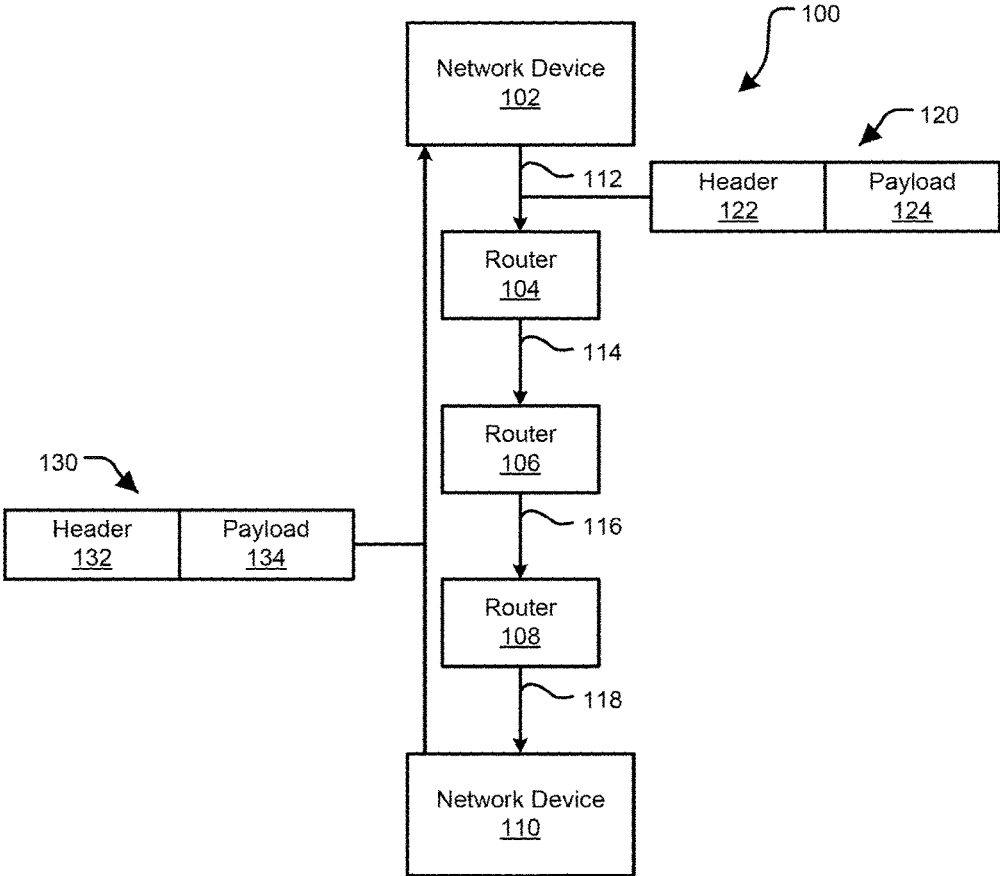 100
Network Device
102
120
112
Header
122
Payload
124
Router
104
114
Router
106
130
116
Header
132
Payload
134
Router
108
118
Network Device
110